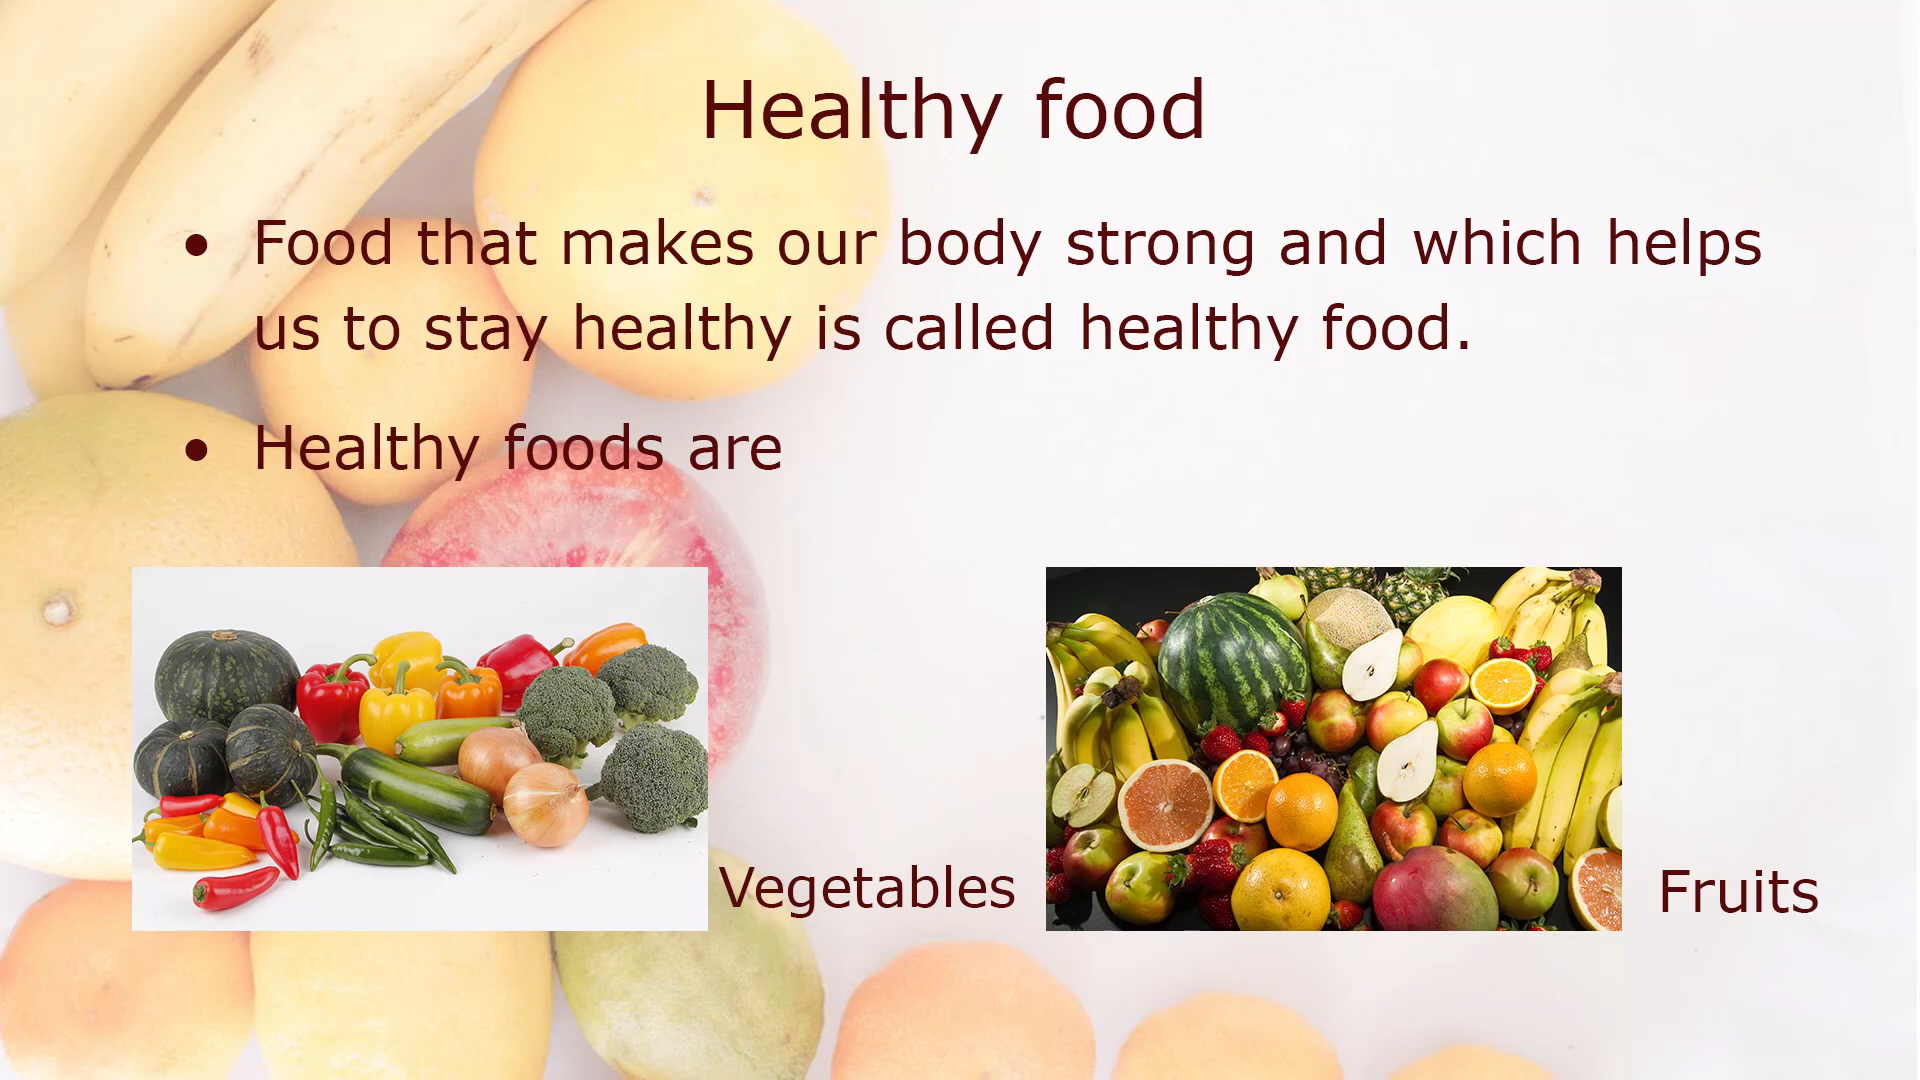 Healthy food
• Food that makes our body strong and which helps
us to stay healthy is called healthy food.
• Healthy foods are
Vegetables
Fruits